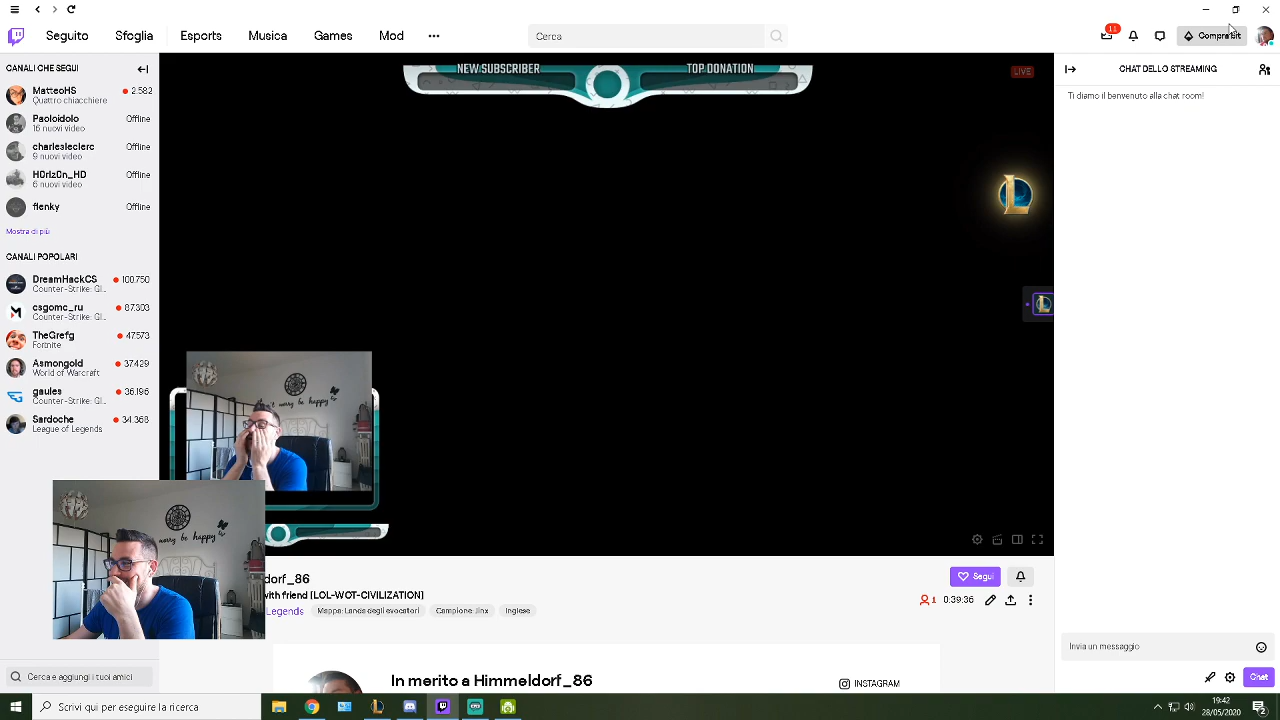 Seguito
Sfoglia
Esports
Musica
Games
Mod
Cerca
11
Compra bit
CANALI CHE SEGUI
MatteoHS
2.582
Quattro chiacchiere
Paoloidolo
Offline
16 nuovi video
charlesleclerc
Offline
9 nuovi video
H0rIz0n_HD
Offline
6 nuovi video
flenky
Offline
Mostra di più
CANALI POPOLARI
DreamHackCS
100.750
Counter-Strike: Gl...
csgomc_ru
87.303
Counter-Strike: Gl...
TheGrefg
47.573
Fortnite
Asmongold
37.429
World of Warcraft
gaules
36.196
Counter-Strike: Gl...
Sardoche
34.368
League of Legends
Cerca e aggiungi i tuoi amici
NEW SUBSCRIBER
TOP DONATION
LIVE
n't worry be happy
worry be happy
dorf_86
with friend [LOL-WOT-CIVILIZATION]
Legends
Mappa: Landa degli evocatori
Campione: Jinx
Inglese
Segui
1
0:39:36
In merito a Himmeldorf_86
INSTAGRAM
CHAT DELLO STREAMING
Ti diamo il benvenuto alla chat room!
Invia un messaggio
Chat
Scrivi qui per eseguire la ricerca
19:42
28/05/2020
2